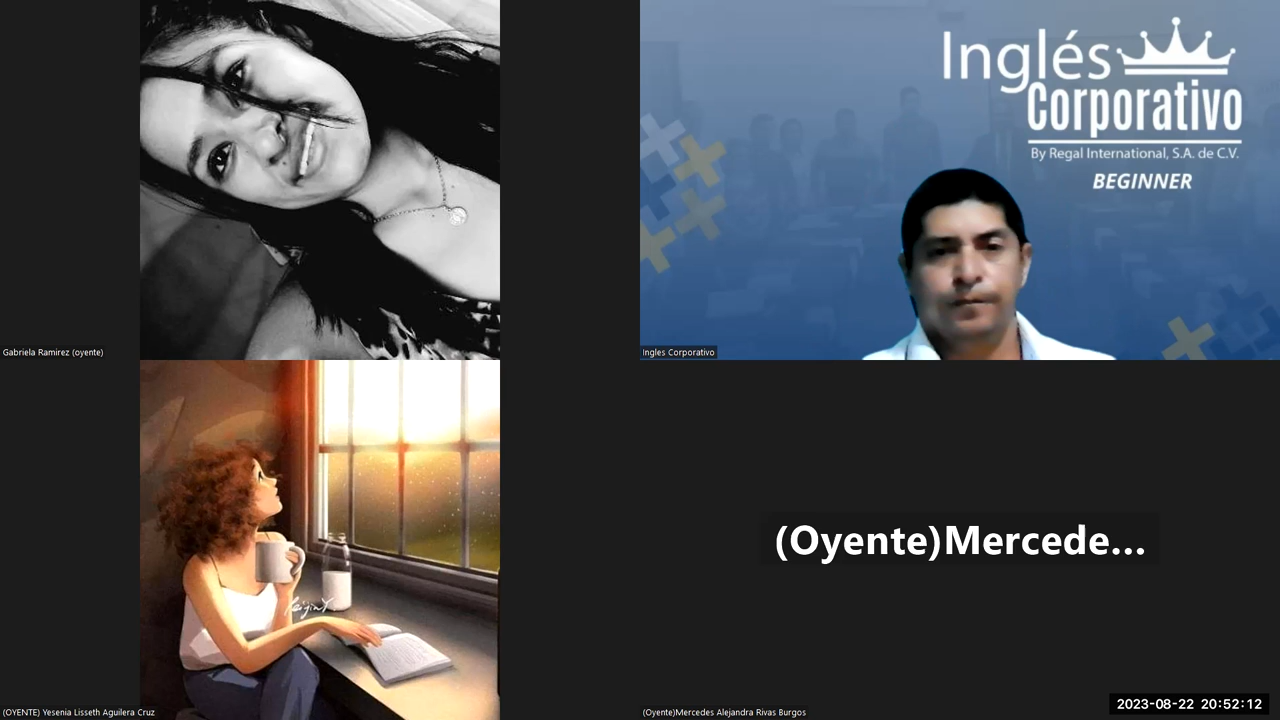 Inglés
Corporativo
By Regal International, S.A. de C.V.
BEGINNER
Gabriela Ramirez (oyente)
Ingles Corporativo
(Oyente)Mercede...
(OYENTE) Yesenia Lisseth Aguilera Cruz
(Oyente)Mercedes Alejandra Rivas Burgos
2023-08-22 20:52:12